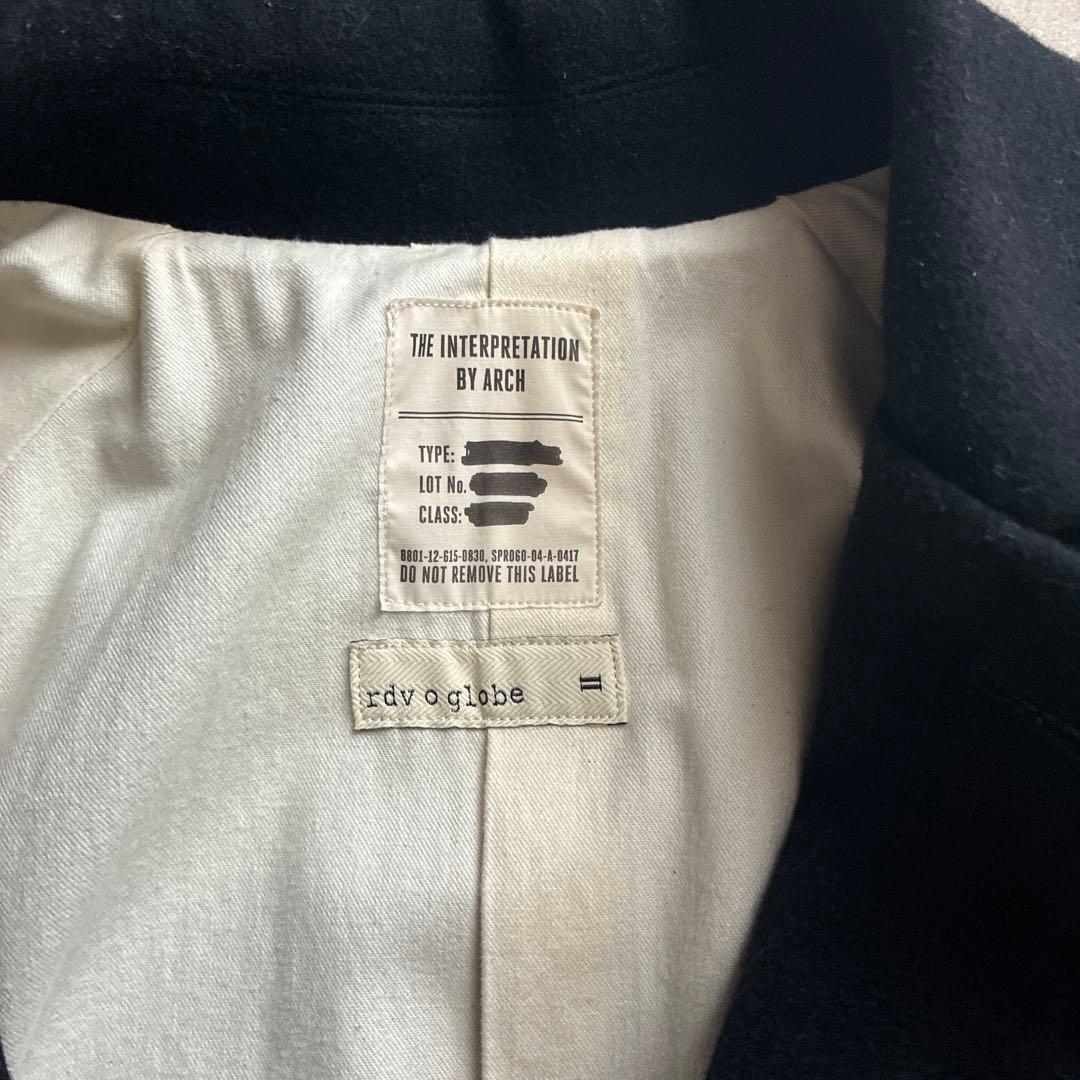 THE INTERPRETATION
BY ARCH
TYPE:
LOT No.
CLASS:
8801-12-615-0830, SPR060-04-A-0417
DO NOT REMOVE THIS LABEL
rdv o globe II